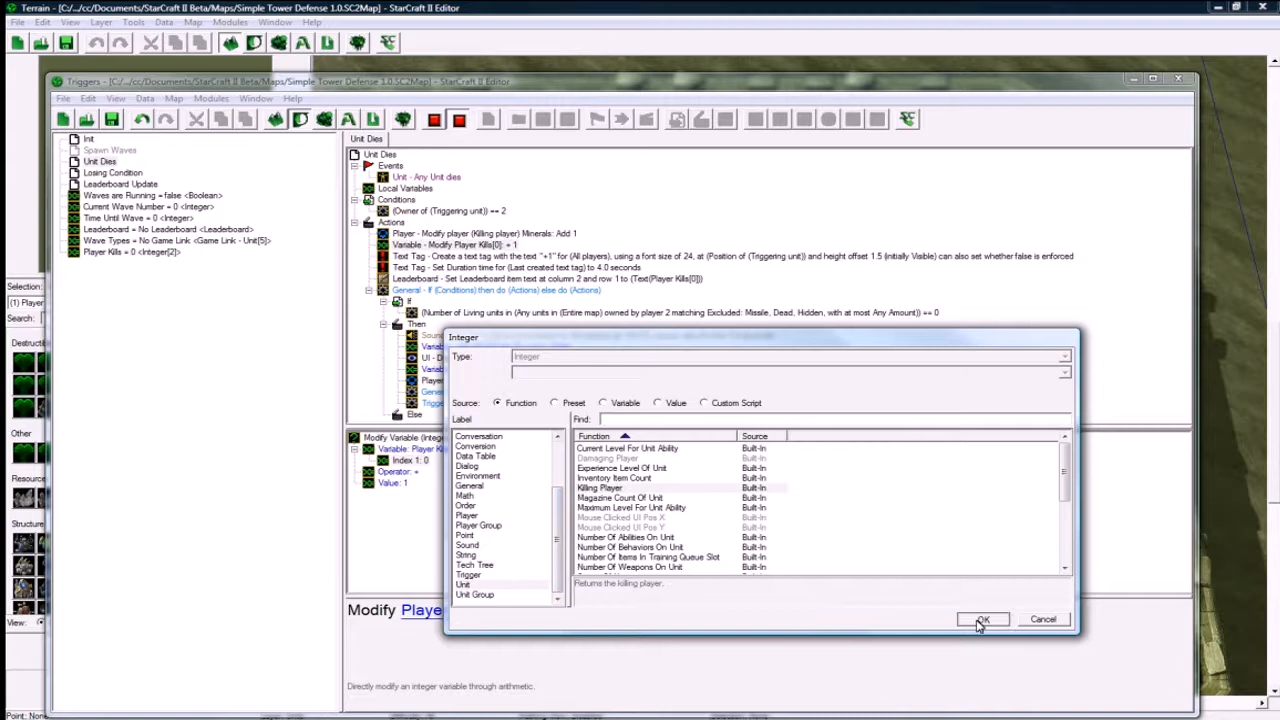 Terrain - [C:/.../cc/Documents/StarCraft II Beta/Maps/Simple Tower Defense 1.0.SC2Map] - StarCraft II Editor
File Edit View Layer Tools Data Map Modules Window Help
Triggers - [C:/.../cc/Documents/StarCraft II Beta/Maps/Simple Tower Defense 1.0.SC2Map] - StarCraft II Editor
File Edit View Data Map Modules Window Help
Init
Spawn Waves
Unit Dies
Losing Condition
Leaderboard Update
Waves are Running = false <Boolean>
Current Wave Number = 0 <Integer>
Time Until Wave = 0 <Integer>
Leaderboard = No Leaderboard <Leaderboard>
Wave Types = No Game Link <Game Link - Unit[5]>
Player Kills = 0 <Integer[2]>
Selection:
(1) Player
Search:
Destructib
Other
Resource
Structure
View:
Point: None
Unit Dies
Unit Dies
Events
Unit - Any Unit dies
Local Variables
Conditions
(Owner of (Triggering unit)) == 2
Actions
Player - Modify player (Killing player) Minerals: Add 1
Variable - Modify Player Kills[0]: + 1
Text Tag - Create a text tag with the text "+1" for (All players), using a font size of 24, at (Position of (Triggering unit)) and height offset 1.5 (initially Visible) can also set whether false is enforced
Text Tag - Set Duration time for (Last created text tag) to 4.0 seconds
Leaderboard - Set Leaderboard item text at column 2 and row 1 to (Text(Player Kills[0]))
General - If (Conditions) then do (Actions) else do (Actions)
If
(Number of Living units in (Any units in (Entire map) owned by player 2 matching Excluded: Missile, Dead, Hidden, with at most Any Amount)) == 0
Then
Soun
Variab
UI - D
Variab
Player
Gener
Trigge
Else
Modify Variable (Integ
Variable: Player Ki
Index 1: 0
Operator: +
Value: 1
Modify Playe
Directly modify an integer variable through arithmetic.
Integer
Type: Integer
Source: Function Preset Variable Value Custom Script
Label Find:
Conversation
Conversion
Data Table
Dialog
Environment
General
Math
Order
Player
Player Group
Point
Sound
String
Tech Tree
Trigger
Unit
Unit Group
Function Source
Current Level For Unit Ability Built-In
Damaging Player Built-In
Experience Level Of Unit Built-In
Inventory Item Count Built-In
Killing Player Built-In
Magazine Count Of Unit Built-In
Maximum Level For Unit Ability Built-In
Mouse Clicked UI Pos X Built-In
Mouse Clicked UI Pos Y Built-In
Number Of Abilities On Unit Built-In
Number Of Behaviors On Unit Built-In
Number Of Items In Training Queue Slot Built-In
Number Of Weapons On Unit Built-In
Returns the killing player.
OK Cancel